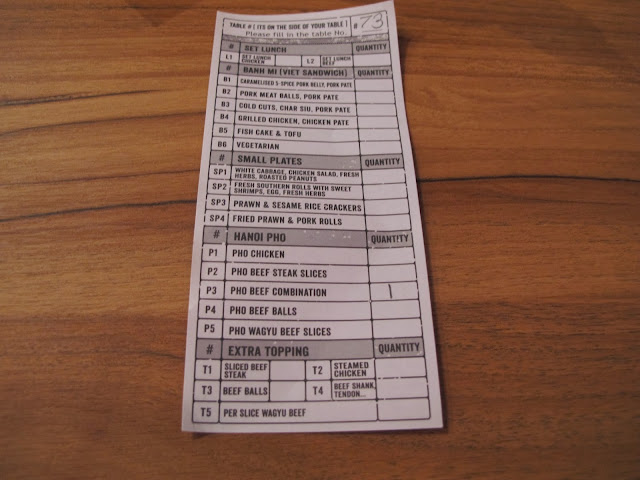 TABLE # [ ITS ON THE SIDE OF YOUR TABLE ] # 73
Please fill in the table No.
# SET LUNCH QUANTITY
L1 SET LUNCH CHICKEN L2 SET LUNCH BEEF
# BANH MI (VIET SANDWICH) QUANTITY
B1 CARAMELISED 5-SPICE PORK BELLY, PORK PATE
B2 PORK MEAT BALLS, PORK PATE
B3 COLD CUTS, CHAR SIU, PORK PATE
B4 GRILLED CHICKEN, CHICKEN PATE
B5 FISH CAKE & TOFU
B6 VEGETARIAN
# SMALL PLATES QUANTITY
SP1 WHITE CABBAGE, CHICKEN SALAD, FRESH
HERBS, ROASTED PEANUTS
SP2 FRESH SOUTHERN ROLLS WITH SWEET
SHRIMPS, EGG, FRESH HERBS
SP3 PRAWN & SESAME RICE CRACKERS
SP4 FRIED PRAWN & PORK ROLLS
# HANOI PHO QUANTITY
P1 PHO CHICKEN
P2 PHO BEEF STEAK SLICES
P3 PHO BEEF COMBINATION 1
P4 PHO BEEF BALLS
P5 PHO WAGYU BEEF SLICES
# EXTRA TOPPING QUANTITY
T1 SLICED BEEF STEAK T2 STEAMED CHICKEN
T3 BEEF BALLS T4 BEEF SHANK, TENDON...
T5 PER SLICE WAGYU BEEF